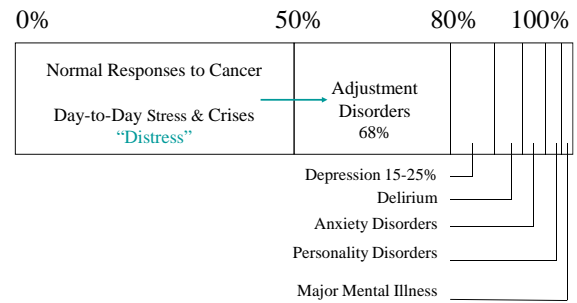 0% 50% 80% 100%
Normal Responses to Cancer
Day-to-Day Stress & Crises
“Distress”
Adjustment
Disorders
68%
Depression 15-25%
Delirium
Anxiety Disorders
Personality Disorders
Major Mental Illness